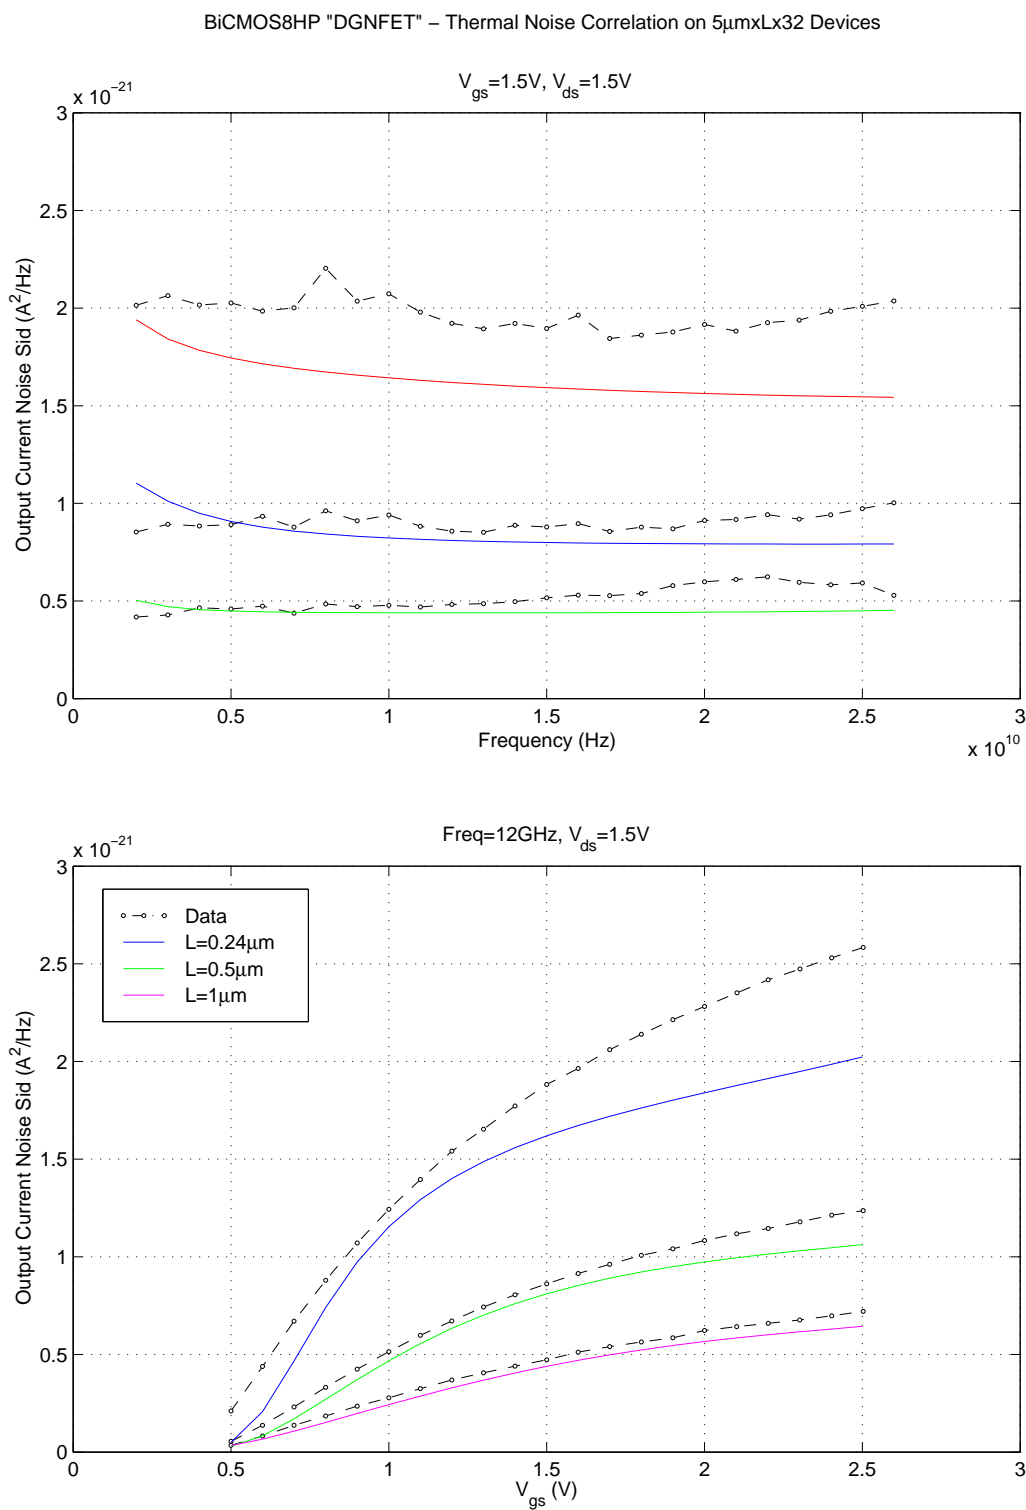 BiCMOS8HP "DGNFET" – Thermal Noise Correlation on 5μmxLx32 Devices
V_gs=1.5V, V_ds=1.5V
x 10^-21
3
2.5
2
1.5
1
0.5
0
Output Current Noise Sid (A^2/Hz)
0 0.5 1 1.5 2 2.5 3
Frequency (Hz)
x 10^10
Freq=12GHz, V_ds=1.5V
x 10^-21
3
2.5
2
1.5
1
0.5
0
Output Current Noise Sid (A^2/Hz)
Data
L=0.24μm
L=0.5μm
L=1μm
0 0.5 1 1.5 2 2.5 3
V_gs (V)